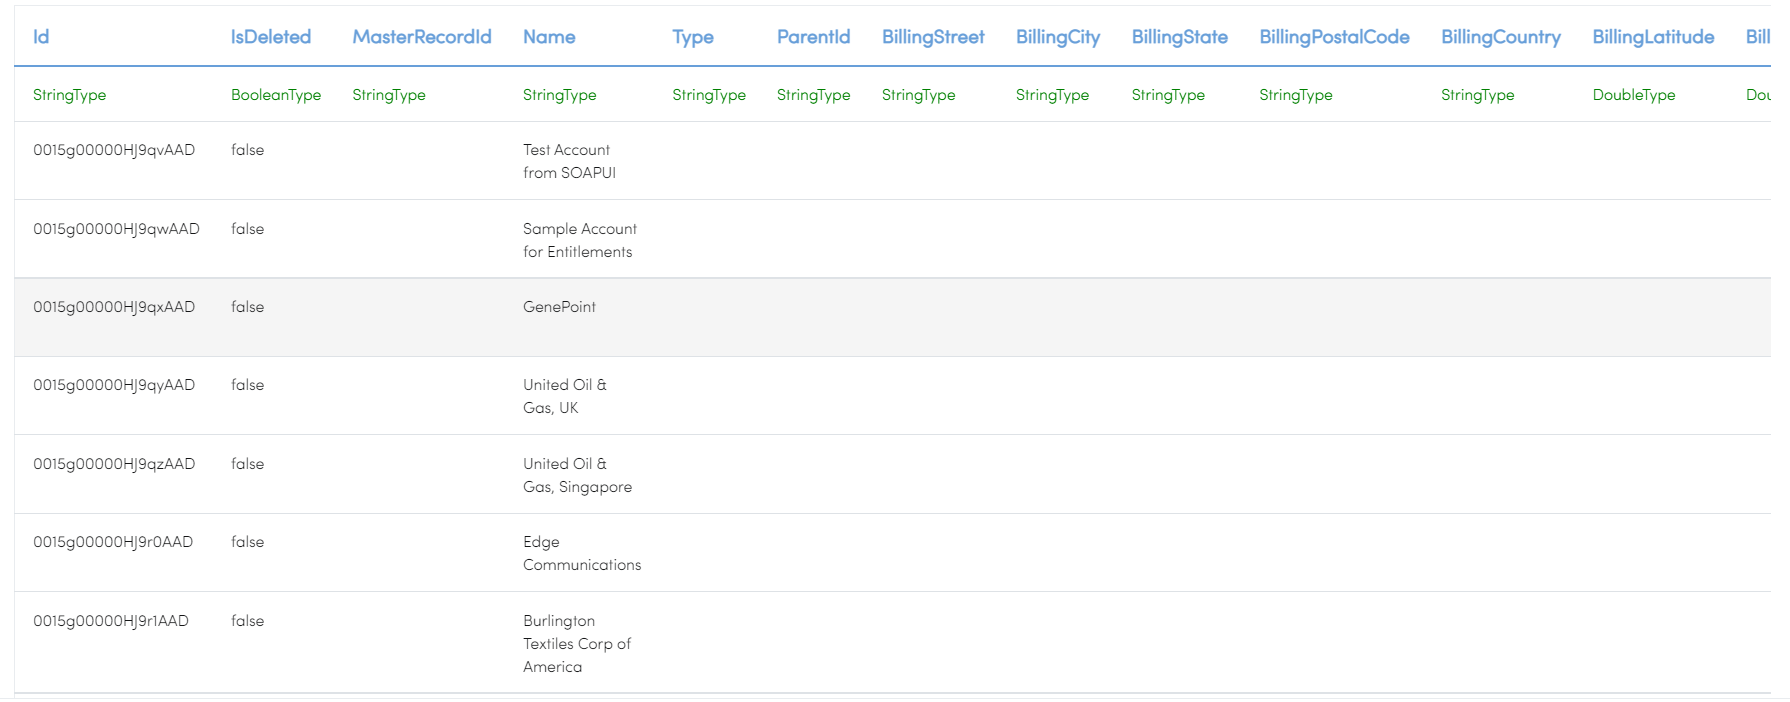 Id IsDeleted MasterRecordId Name Type ParentId BillingStreet BillingCity BillingState BillingPostalCode BillingCountry BillingLatitude Bill
StringType BooleanType StringType StringType StringType StringType StringType StringType StringType StringType StringType DoubleType Dou
0015g00000HJ9qvAAD false Test Account
from SOAPUI
0015g00000HJ9qwAAD false Sample Account
for Entitlements
0015g00000HJ9qxAAD false GenePoint
0015g00000HJ9qyAAD false United Oil &
Gas, UK
0015g00000HJ9qzAAD false United Oil &
Gas, Singapore
0015g00000HJ9r0AAD false Edge
Communications
0015g00000HJ9r1AAD false Burlington
Textiles Corp of
America